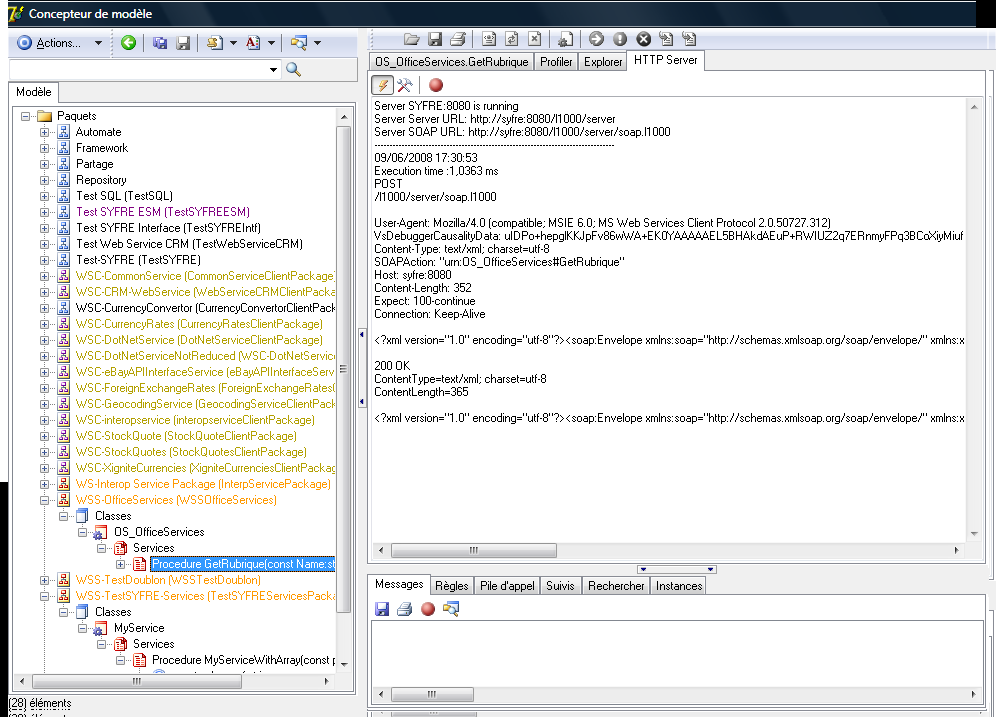 Concepteur de modèle
Actions...
Modèle
Paquets
Automate
Framework
Partage
Repository
Test SQL (TestSQL)
Test SYFRE ESM (TestSYFREESM)
Test SYFRE Interface (TestSYFREIntf)
Test Web Service CRM (TestWebServiceCRM)
Test-SYFRE (TestSYFRE)
WSC-CommonService (CommonServiceClientPackage)
WSC-CRM-WebService (WebServiceCRMClientPacka
WSC-CurrencyConvertor (CurrencyConvertorClientPack
WSC-CurrencyRates (CurrencyRatesClientPackage)
WSC-DotNetService (DotNetServiceClientPackage)
WSC-DotNetServiceNotReduced (WSC-DotNetService
WSC-eBayAPIInterfaceService (eBayAPIInterfaceServ
WSC-ForeignExchangeRates (ForeignExchangeRates
WSC-GeocodingService (GeocodingServiceClientPack
WSC-interopservice (interopserviceClientPackage)
WSC-StockQuote (StockQuoteClientPackage)
WSC-StockQuotes (StockQuotesClientPackage)
WSC-XigniteCurrencies (XigniteCurrenciesClientPackag
WS-Interop Service Package (InterpServicePackage)
WSS-OfficeServices (WSSOfficeServices)
Classes
OS_OfficeServices
Services
Procedure GetRubrique(const Name:st
WSS-TestDoublon (WSSTestDoublon)
WSS-TestSYFRE-Services (TestSYFREServicesPacka
Classes
MyService
Services
Procedure MyServiceWithArray(const p
(28) éléments
OS_OfficeServices.GetRubrique
Profiler
Explorer
HTTP Server
Server SYFRE:8080 is running
Server Server URL: http://syfre:8080/l1000/server
Server SOAP URL: http://syfre:8080/l1000/server/soap.l1000
------------------------------------------------------------
09/06/2008 17:30:53
Execution time :1,0363 ms
POST
/l1000/server/soap.l1000
User-Agent: Mozilla/4.0 (compatible; MSIE 6.0; MS Web Services Client Protocol 2.0.50727.312)
VsDebuggerCausalityData:
Content-Type: text/xml; charset=utf-8
SOAPAction: "urn:OS_OfficeServices#GetRubrique"
Host: syfre:8080
Content-Length: 352
Expect: 100-continue
Connection: Keep-Alive
<?xml version="1.0" encoding="utf-8"?><soap:Envelope xmlns:soap="http://schemas.xmlsoap.org/soap/envelope/" xmlns:x
200 OK
ContentType=text/xml; charset=utf-8
ContentLength=365
<?xml version="1.0" encoding="utf-8"?><soap:Envelope xmlns:soap="http://schemas.xmlsoap.org/soap/envelope/" xmlns:x
Messages
Règles
Pile d'appel
Suivis
Rechercher
Instances